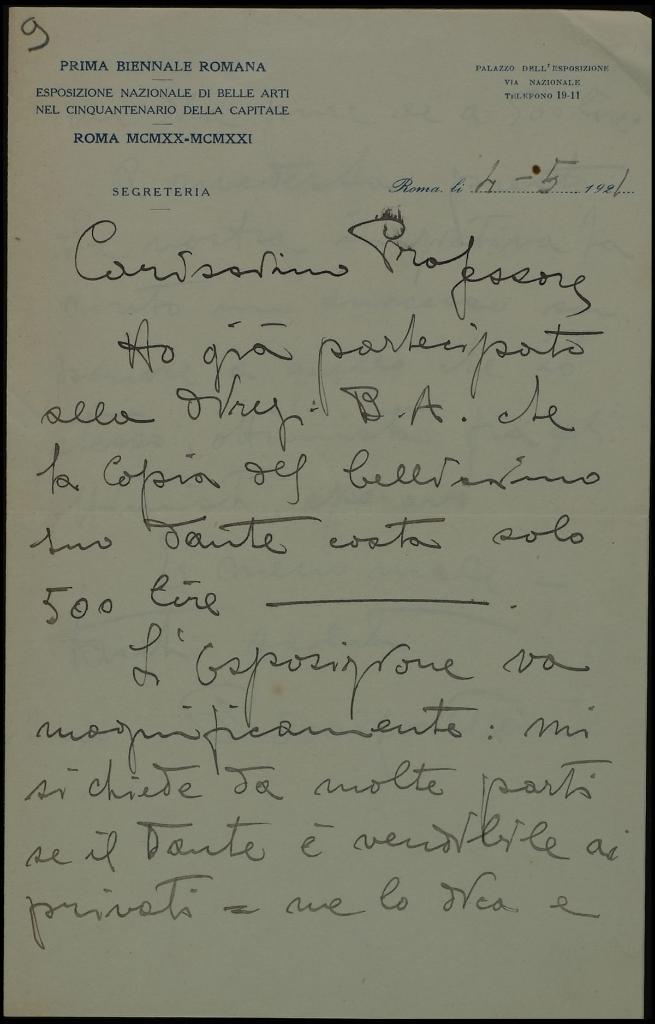 9
PRIMA BIENNALE ROMANA
ESPOSIZIONE NAZIONALE DI BELLE ARTI
NEL CINQUANTENARIO DELLA CAPITALE
ROMA MCMXX-MCMXXI
SEGRETERIA
PALAZZO DELL'ESPOSIZIONE
VIA NAZIONALE
TELEFONO 19-11
Roma, lì 4-5 1921
Carissimo Professore
Ho già partecipato
alla Direz: B.A. che
la copia del bellissimo
suo Dante costa solo
500 lire ———.
L'esposizione va
magnificamente: mi
si chiede da molte parti
se il Dante è vendibile ai
privati = me lo dica e